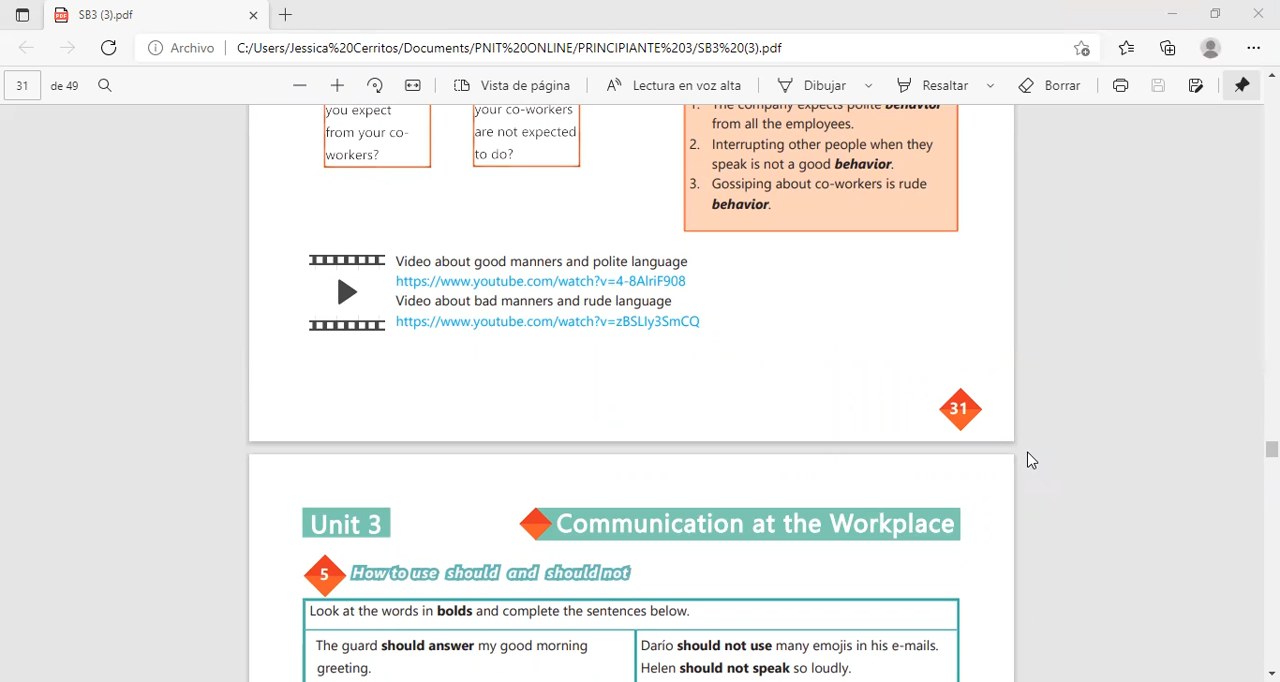 SB3 (3).pdf
Archivo
C:/Users/Jessica%20Cerritos/Documents/PNIT%20ONLINE/PRINCIPIANTE%203/SB3%20(3).pdf
31 de 49
Vista de página
Lectura en voz alta
Dibujar
Resaltar
Borrar
you expect
from your co-
workers?
your co-workers
are not expected
to do?
1. The company expects polite behavior
from all the employees.
2. Interrupting other people when they
speak is not a good behavior.
3. Gossiping about co-workers is rude
behavior.
Video about good manners and polite language
https://www.youtube.com/watch?v=4-8AlriF908
Video about bad manners and rude language
https://www.youtube.com/watch?v=zBSLIy3SmCQ
31
Unit 3
Communication at the Workplace
5
How to use should and should not
Look at the words in bolds and complete the sentences below.
The guard should answer my good morning
greeting.
Darío should not use many emojis in his e-mails.
Helen should not speak so loudly.